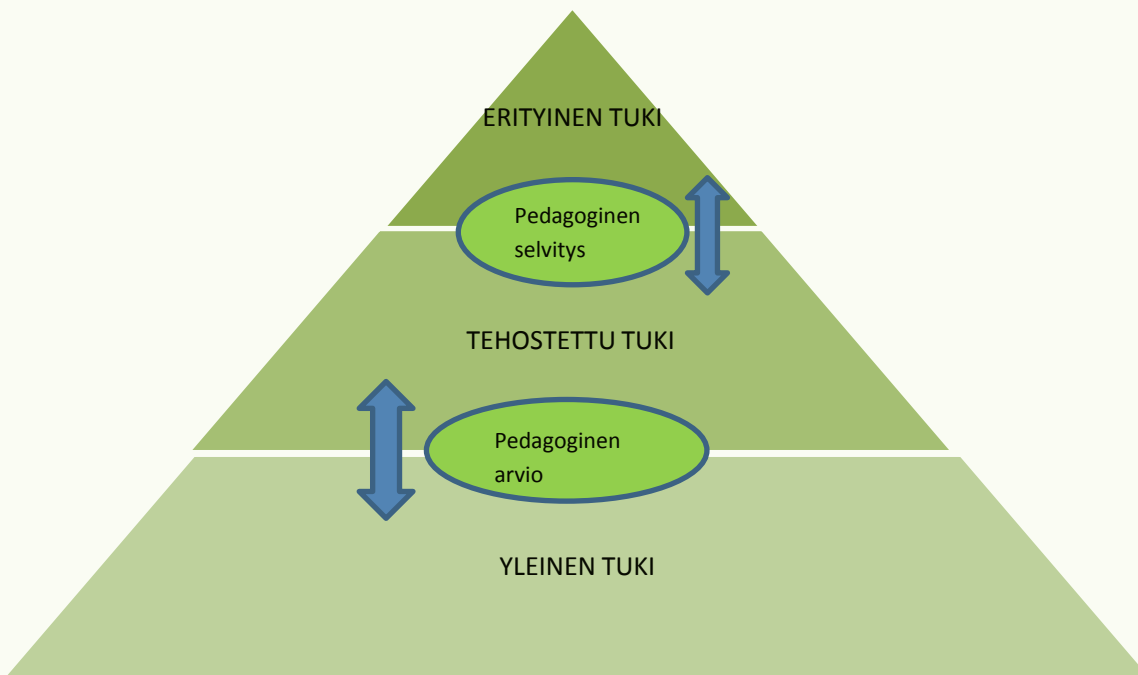 ERITYINEN TUKI
Pedagoginen
selvitys
TEHOSTETTU TUKI
Pedagoginen
arvio
YLEINEN TUKI